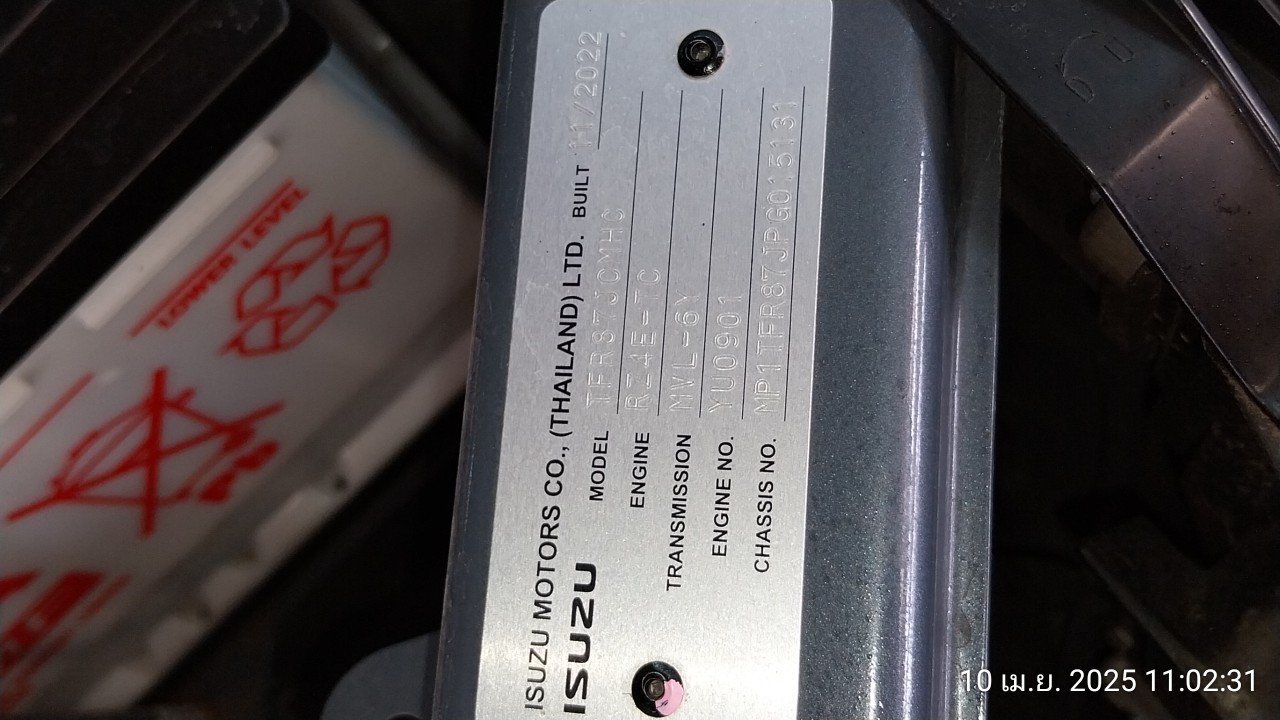 ISUZU MOTORS CO., (THAILAND) LTD. BUILT 11/2022
ISUZU
MODEL TFR87JCMHC
ENGINE RZ4E-TC
TRANSMISSION MVL-6Y
ENGINE NO. YU0901
CHASSIS NO. MP1TFR87JPG015131
LOWER LEVEL
10 เม.ย. 2025 11:02:31